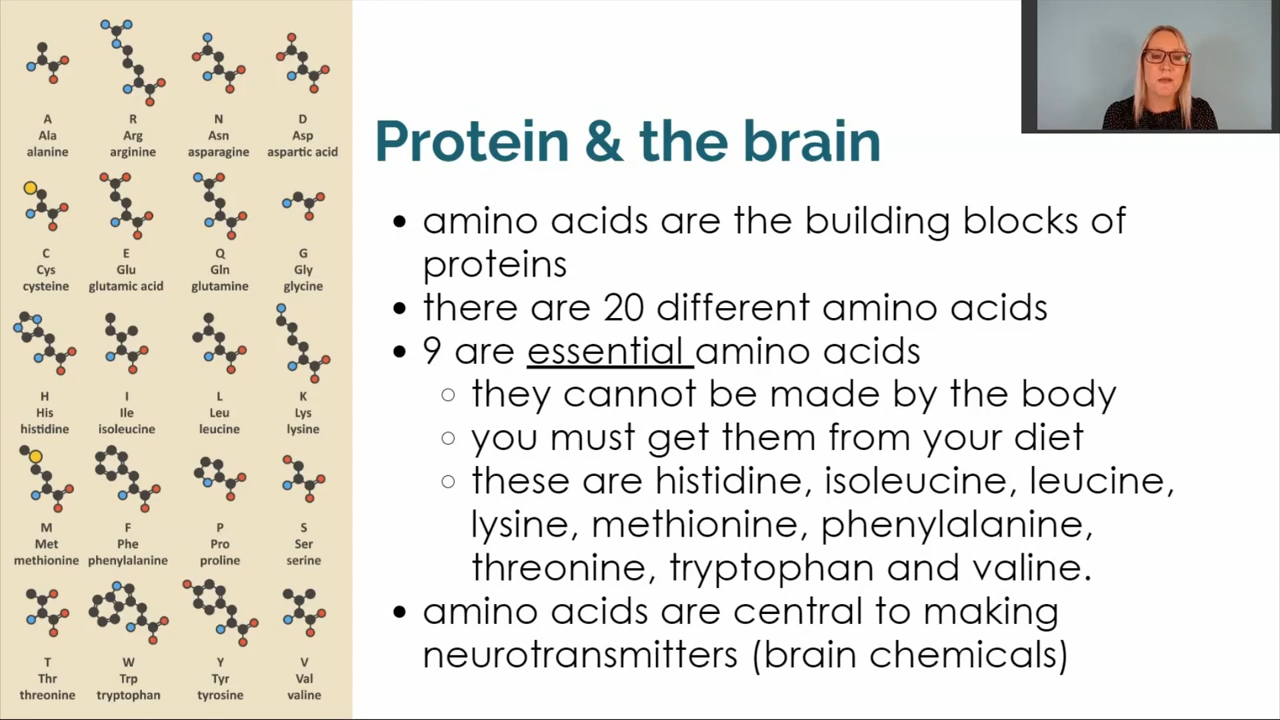 A R N D
Ala Arg Asn Asp
alanine arginine asparagine aspartic acid
C E Q G
Cys Glu Gln Gly
cysteine glutamic acid glutamine glycine
H I L K
His Ile Leu Lys
histidine isoleucine leucine lysine
M F P S
Met Phe Pro Ser
methionine phenylalanine proline serine
T W Y V
Thr Trp Tyr Val
threonine tryptophan tyrosine valine
Protein & the brain
• amino acids are the building blocks of
proteins
• there are 20 different amino acids
• 9 are essential amino acids
○ they cannot be made by the body
○ you must get them from your diet
○ these are histidine, isoleucine, leucine,
lysine, methionine, phenylalanine,
threonine, tryptophan and valine.
• amino acids are central to making
neurotransmitters (brain chemicals)